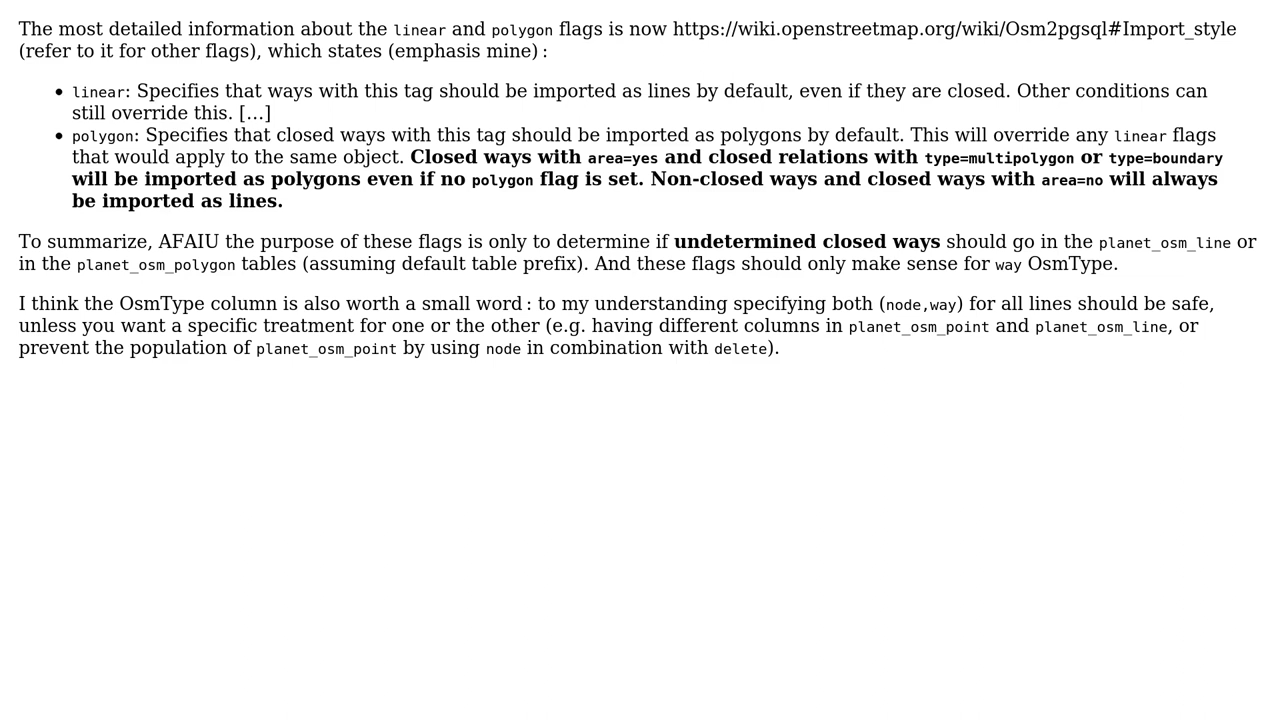 The most detailed information about the linear and polygon flags is now https://wiki.openstreetmap.org/wiki/Osm2pgsql#Import_style
(refer to it for other flags), which states (emphasis mine) :
• linear: Specifies that ways with this tag should be imported as lines by default, even if they are closed. Other conditions can
still override this. […]
• polygon: Specifies that closed ways with this tag should be imported as polygons by default. This will override any linear flags
that would apply to the same object. Closed ways with area=yes and closed relations with type=multipolygon or type=boundary
will be imported as polygons even if no polygon flag is set. Non-closed ways and closed ways with area=no will always
be imported as lines.
To summarize, AFAIU the purpose of these flags is only to determine if undetermined closed ways should go in the planet_osm_line or
in the planet_osm_polygon tables (assuming default table prefix). And these flags should only make sense for way OsmType.
I think the OsmType column is also worth a small word : to my understanding specifying both (node,way) for all lines should be safe,
unless you want a specific treatment for one or the other (e.g. having different columns in planet_osm_point and planet_osm_line, or
prevent the population of planet_osm_point by using node in combination with delete).